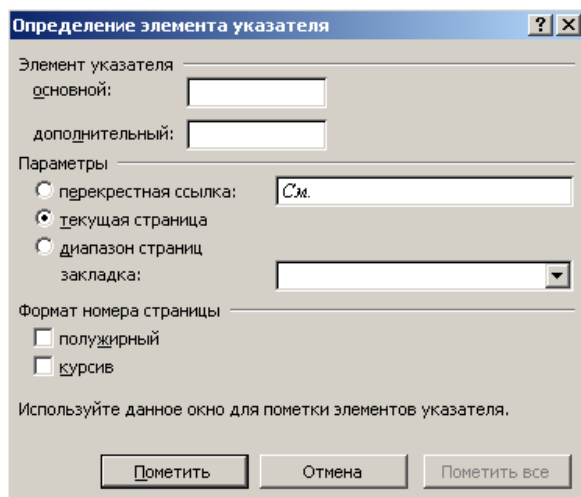 Определение элемента указателя
Элемент указателя
основной:
дополнительный:
Параметры
перекрестная ссылка: См.
текущая страница
диапазон страниц
закладка:
Формат номера страницы
полужирный
курсив
Используйте данное окно для пометки элементов указателя.
Пометить Отмена Пометить все